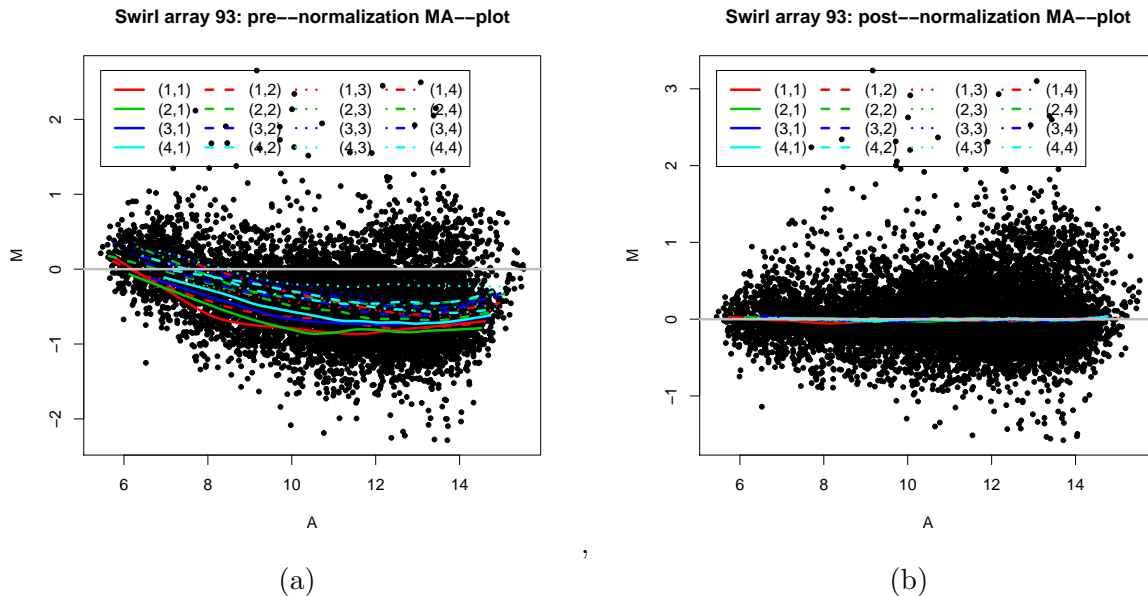 Swirl array 93: pre−−normalization MA−−plot
M
2
1
0
−1
−2
(1,1) (1,2) (1,3) (1,4)
(2,1) (2,2) (2,3) (2,4)
(3,1) (3,2) (3,3) (3,4)
(4,1) (4,2) (4,3) (4,4)
6 8 10 12 14
A
(a)
,
Swirl array 93: post−−normalization MA−−plot
M
3
2
1
0
−1
(1,1) (1,2) (1,3) (1,4)
(2,1) (2,2) (2,3) (2,4)
(3,1) (3,2) (3,3) (3,4)
(4,1) (4,2) (4,3) (4,4)
6 8 10 12 14
A
(b)